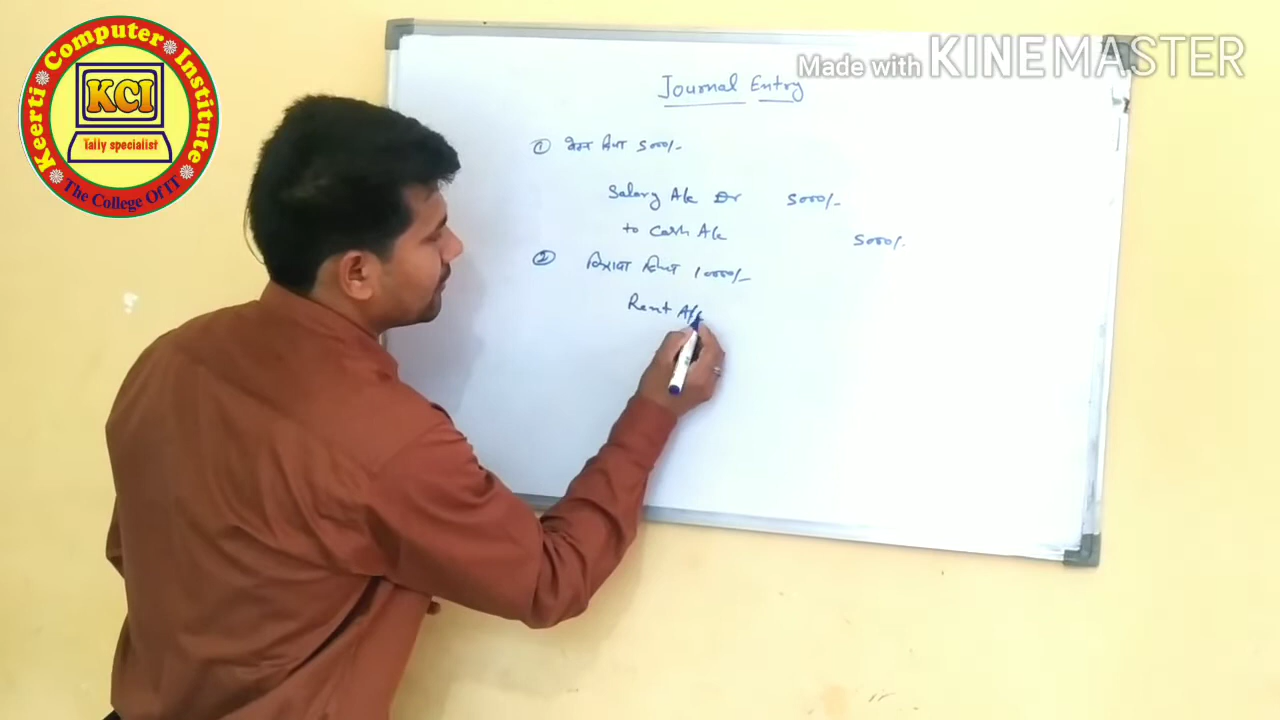 Keerti Computer Institute
KCI
Tally specialist
The College Of IT
Made with KINEMASTER
Journal Entry
① वेतन दिया 5000/-
Salary A/c Dr 5000/-
to Cash A/c 5000/-
② किराया दिया 10000/-
Rent A/c